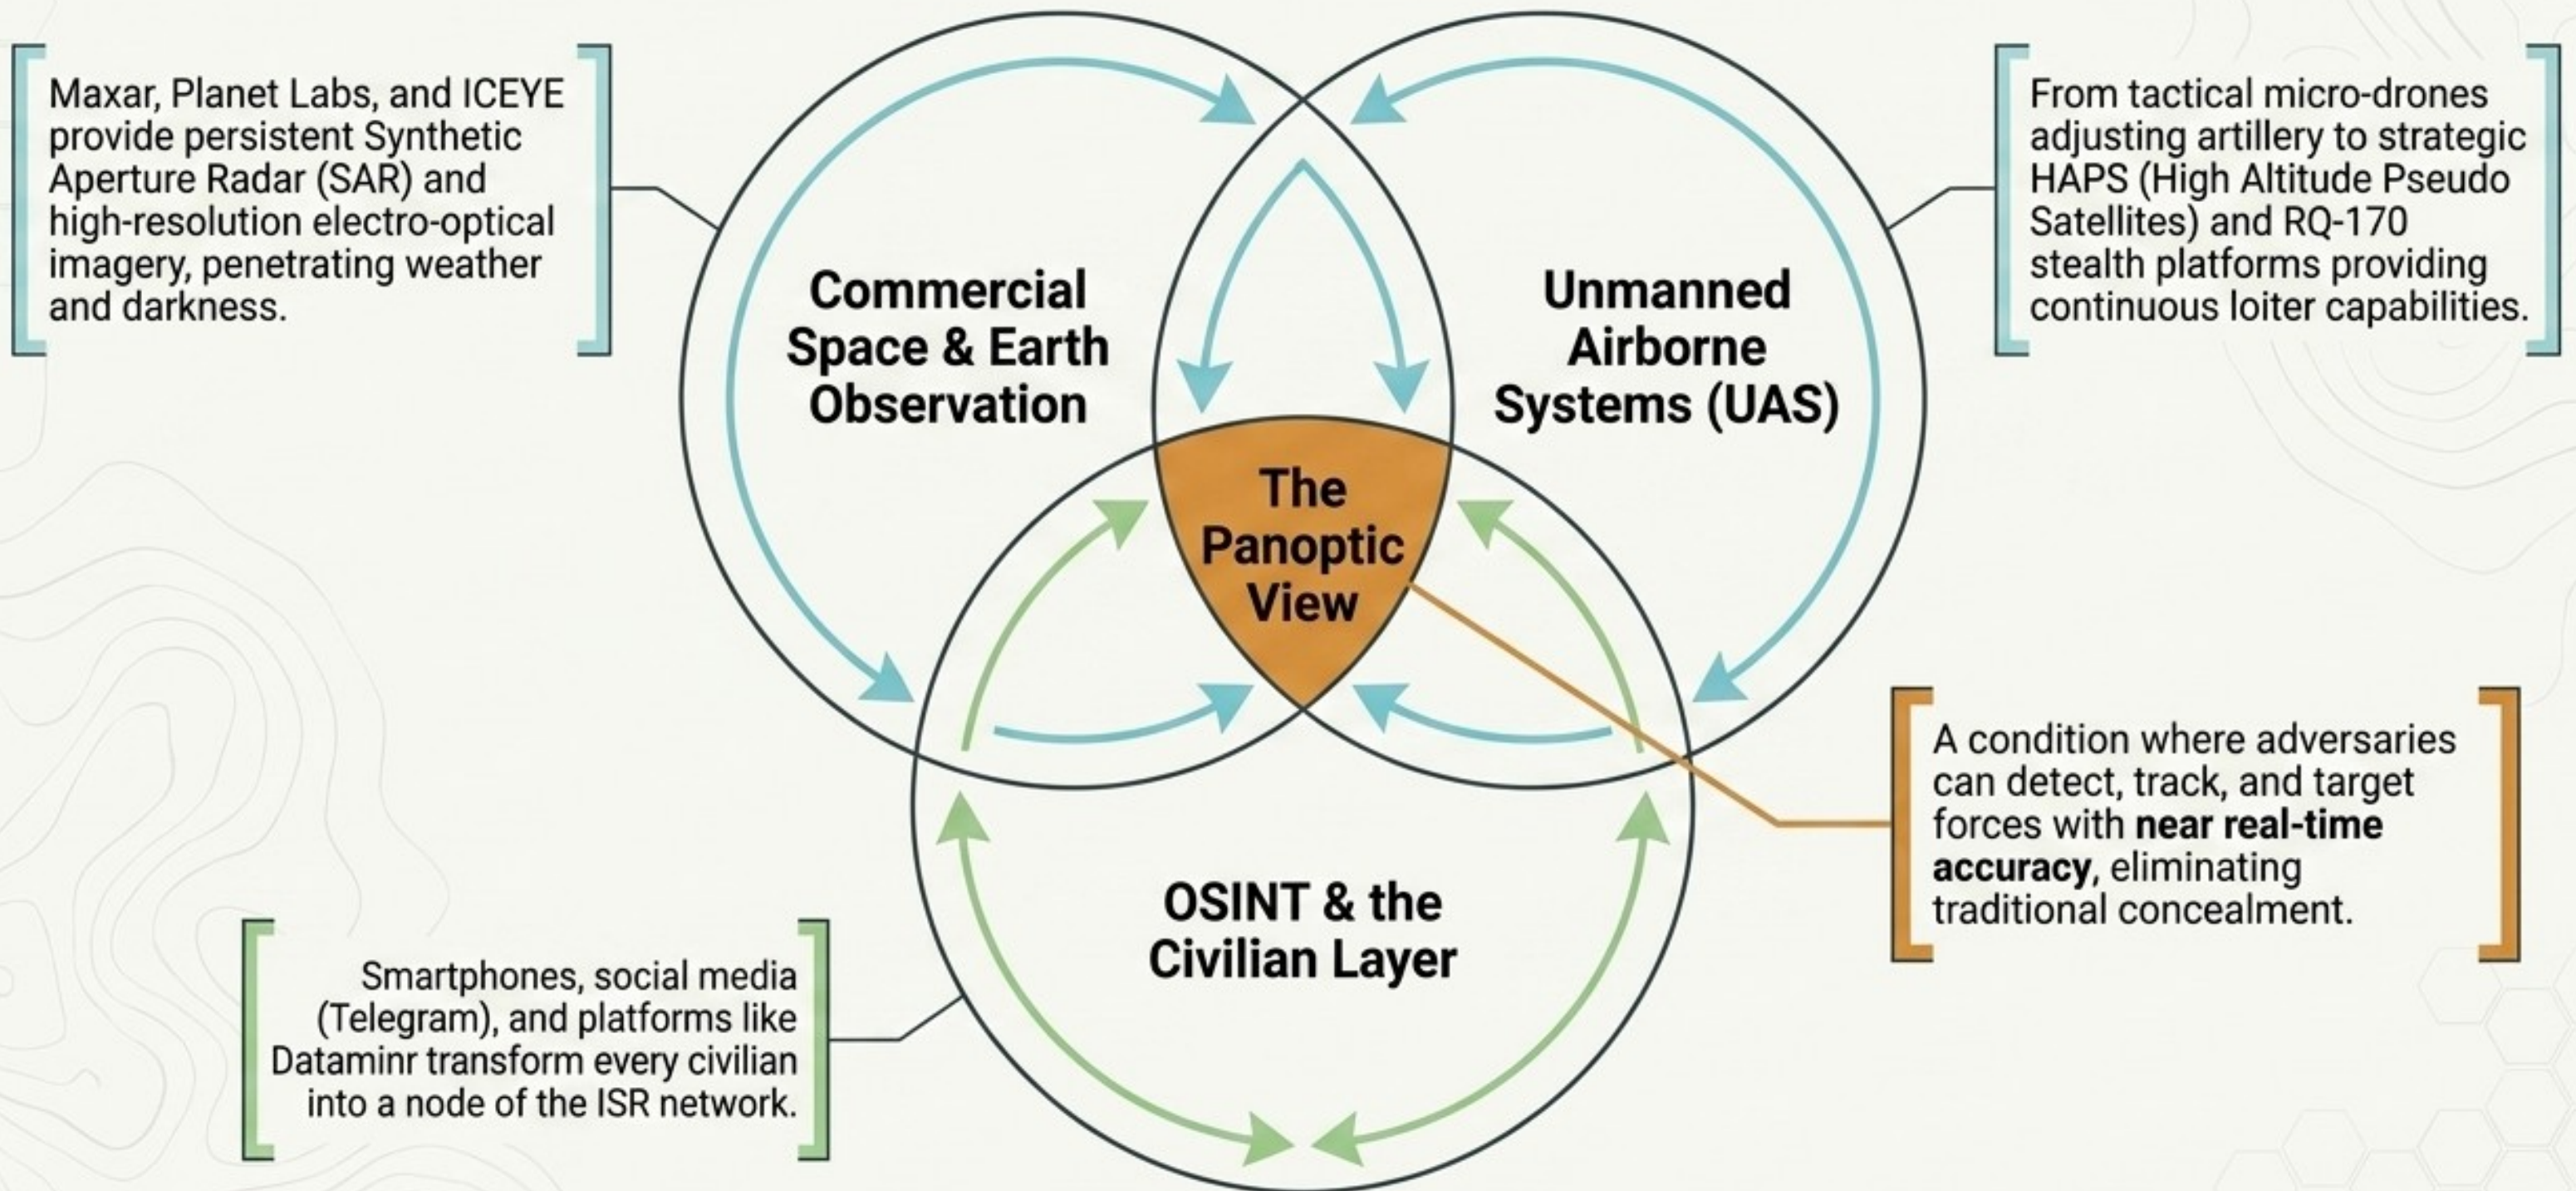 Maxar, Planet Labs, and ICEYE
provide persistent Synthetic
Aperture Radar (SAR) and
high-resolution electro-optical
imagery, penetrating weather
and darkness.
Commercial
Space & Earth
Observation
Unmanned
Airborne
Systems (UAS)
From tactical micro-drones
adjusting artillery to strategic
HAPS (High Altitude Pseudo
Satellites) and RQ-170
stealth platforms providing
continuous loiter capabilities.
The
Panoptic
View
A condition where adversaries
can detect, track, and target
forces with near real-time
accuracy, eliminating
traditional concealment.
OSINT & the
Civilian Layer
Smartphones, social media
(Telegram), and platforms like
Dataminr transform every civilian
into a node of the ISR network.